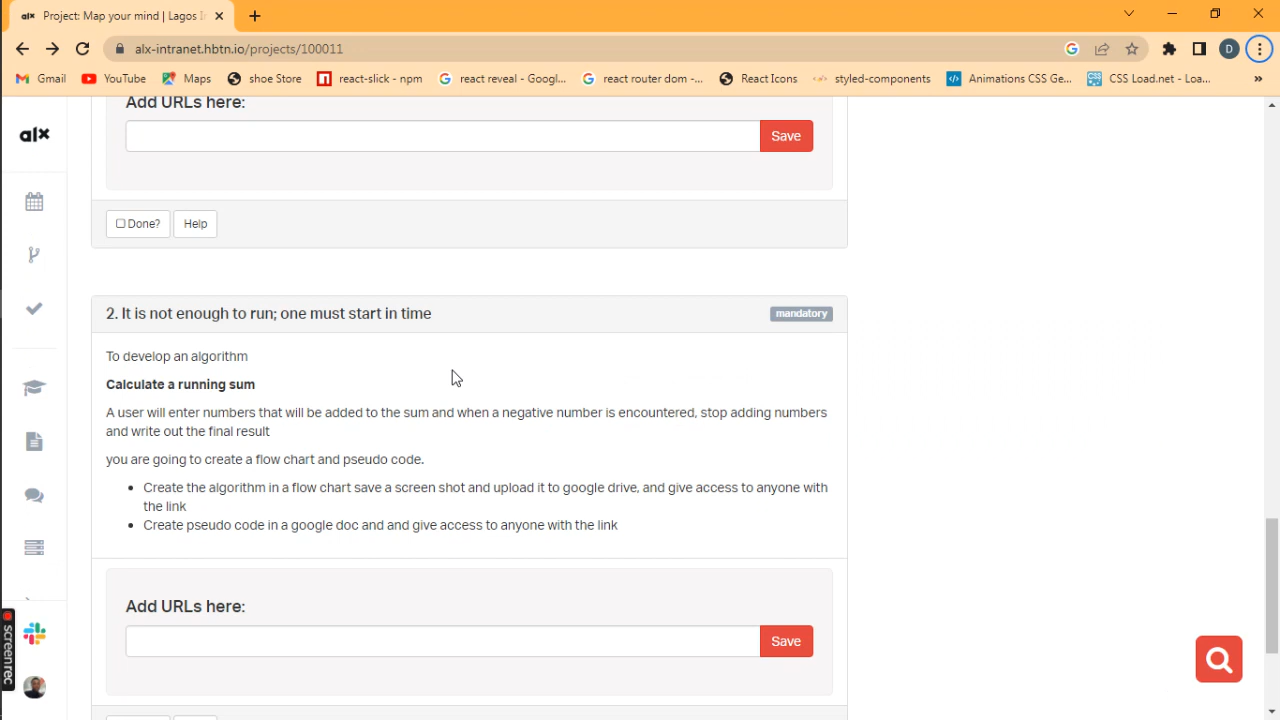 alx Project: Map your mind | Lagos I
alx-intranet.hbtn.io/projects/100011
D
Gmail YouTube Maps shoe Store react-slick - npm react reveal - Googl... react router dom -... React Icons styled-components Animations CSS Ge... CSS Load.net - Loa... »
alx
Add URLs here:
Save
Done? Help
2. It is not enough to run; one must start in time mandatory
To develop an algorithm
Calculate a running sum
A user will enter numbers that will be added to the sum and when a negative number is encountered, stop adding numbers
and write out the final result
you are going to create a flow chart and pseudo code.
• Create the algorithm in a flow chart save a screen shot and upload it to google drive, and give access to anyone with
the link
• Create pseudo code in a google doc and and give access to anyone with the link
Add URLs here:
Save
screenrec